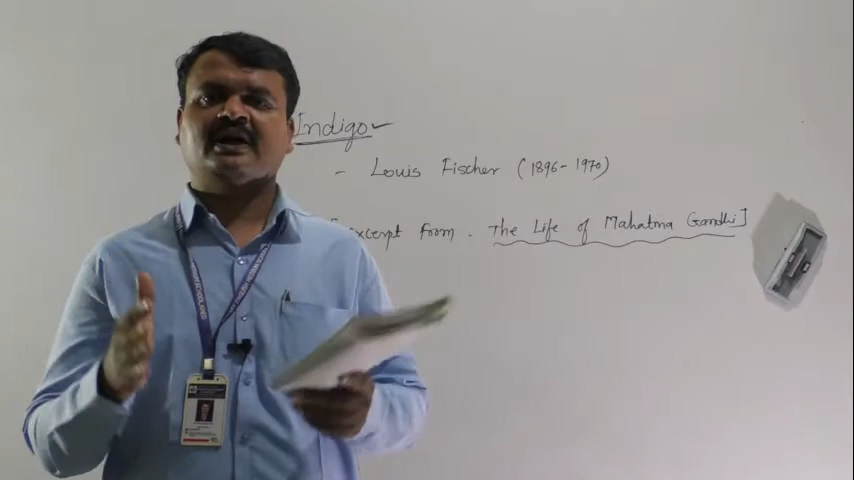 Indigo
- Louis Fischer (1896-1970)
Excerpt from - The Life of Mahatma Gandhi]